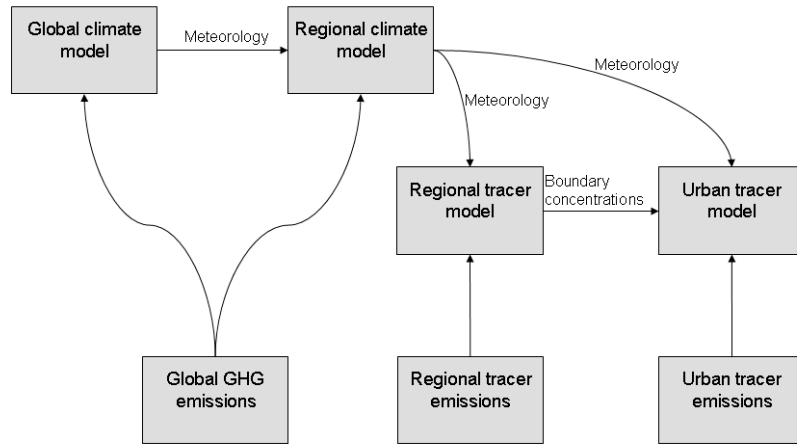 Global climate
model
Meteorology
Regional climate
model
Meteorology
Meteorology
Regional tracer
model
Boundary
concentrations
Urban tracer
model
Global GHG
emissions
Regional tracer
emissions
Urban tracer
emissions